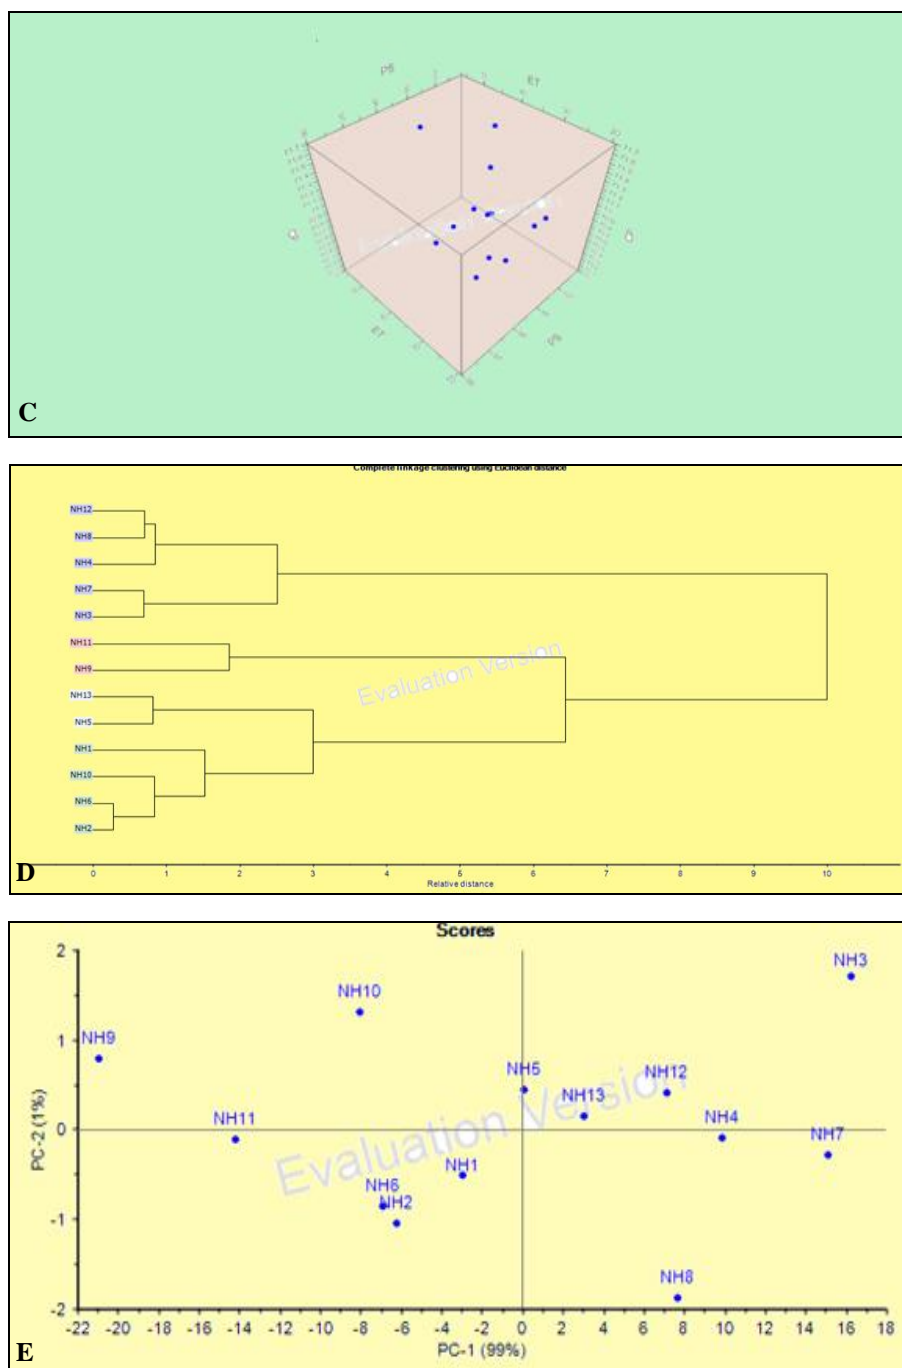 C
Complete linkage clustering using Euclidean distance
NH12
NH8
NH4
NH7
NH3
NH11
NH9
NH13
NH5
NH1
NH10
NH6
NH2
Evaluation Version
D
0 1 2 3 4 5 6 7 8 9 10
Relative distance
Scores
2
1
0
-1
-2
PC-2 (1%)
NH3
NH10
NH9
NH5
NH12
NH13
NH11
NH4
NH7
NH1
NH6
NH2
NH8
Evaluation Version
-22 -20 -18 -16 -14 -12 -10 -8 -6 -4 -2 0 2 4 6 8 10 12 14 16 18
PC-1 (99%)
E